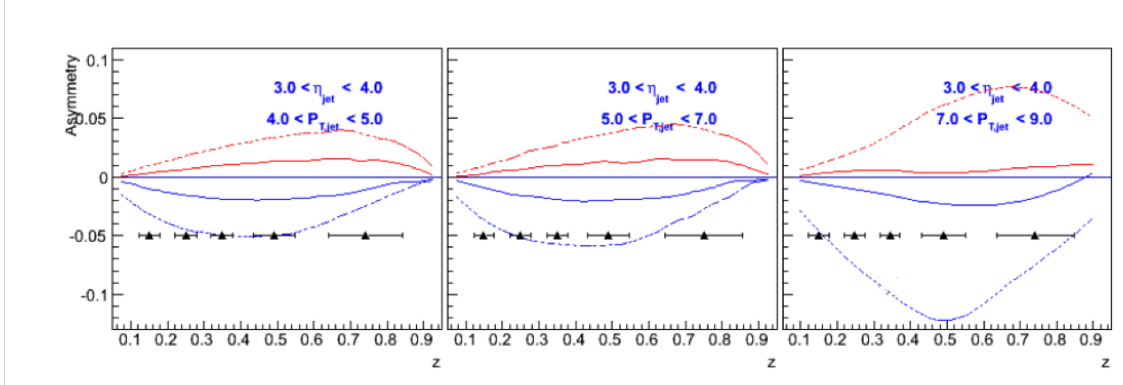 Asymmetry
0.1
0.05
0
-0.05
-0.1
3.0 < η_jet < 4.0
4.0 < P_T,jet < 5.0
0.1 0.2 0.3 0.4 0.5 0.6 0.7 0.8 0.9
z
3.0 < η_jet < 4.0
5.0 < P_T,jet < 7.0
0.1 0.2 0.3 0.4 0.5 0.6 0.7 0.8 0.9
z
3.0 < η_jet < 4.0
7.0 < P_T,jet < 9.0
0.1 0.2 0.3 0.4 0.5 0.6 0.7 0.8 0.9
z